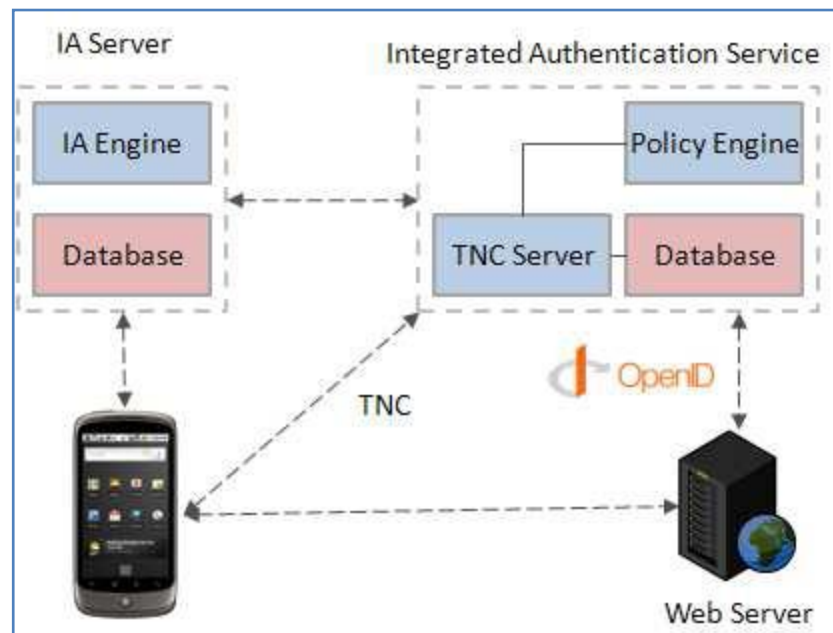 IA Server
Integrated Authentication Service
IA Engine
Policy Engine
Database
TNC Server
Database
OpenID
TNC
Web Server